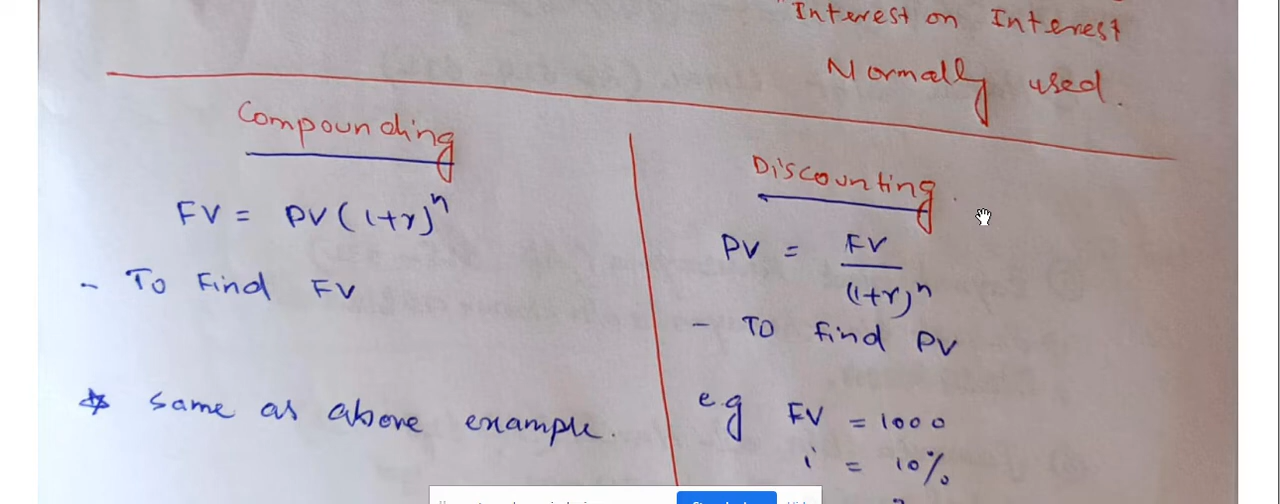 Interest on Interest
Normally used.
Compounding
FV = PV (1+r)^n
- To Find FV
* same as above example.
Discounting.
PV = FV / (1+r)^n
- To find PV
e.g FV = 1000
i = 10%